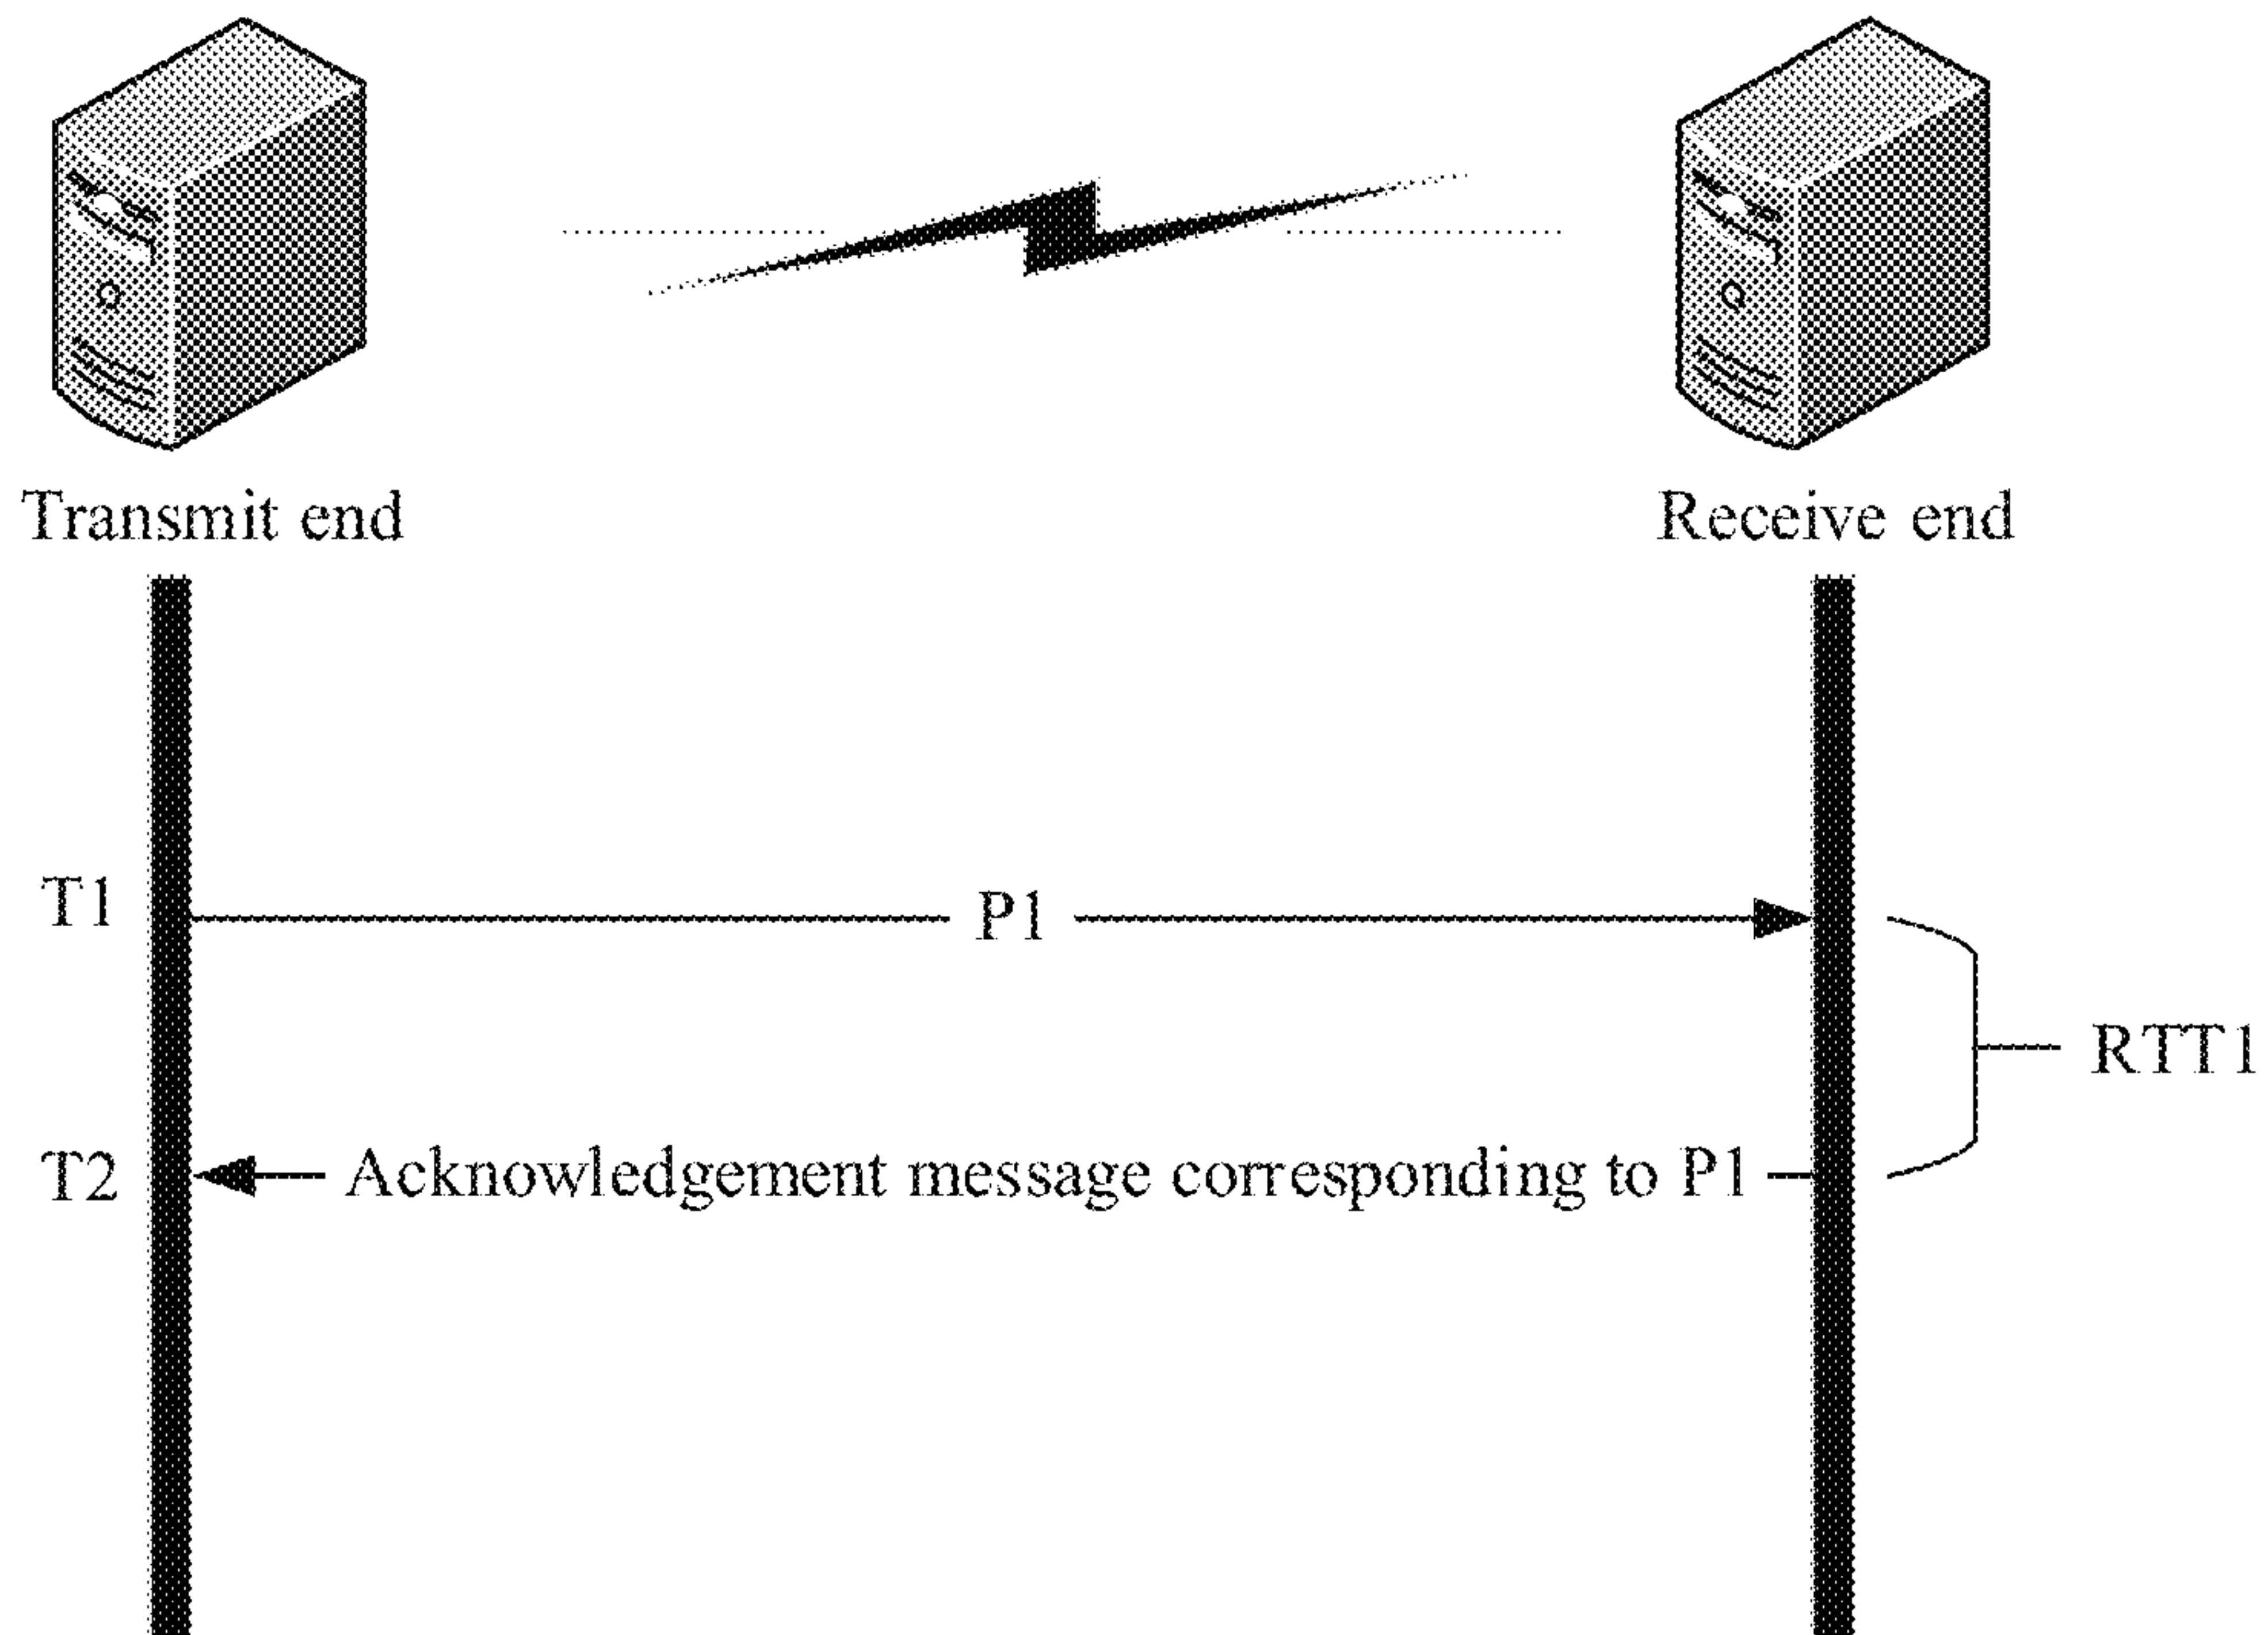 Transmit end
Receive end
T1
P1
RTT1
T2
Acknowledgement message corresponding to P1